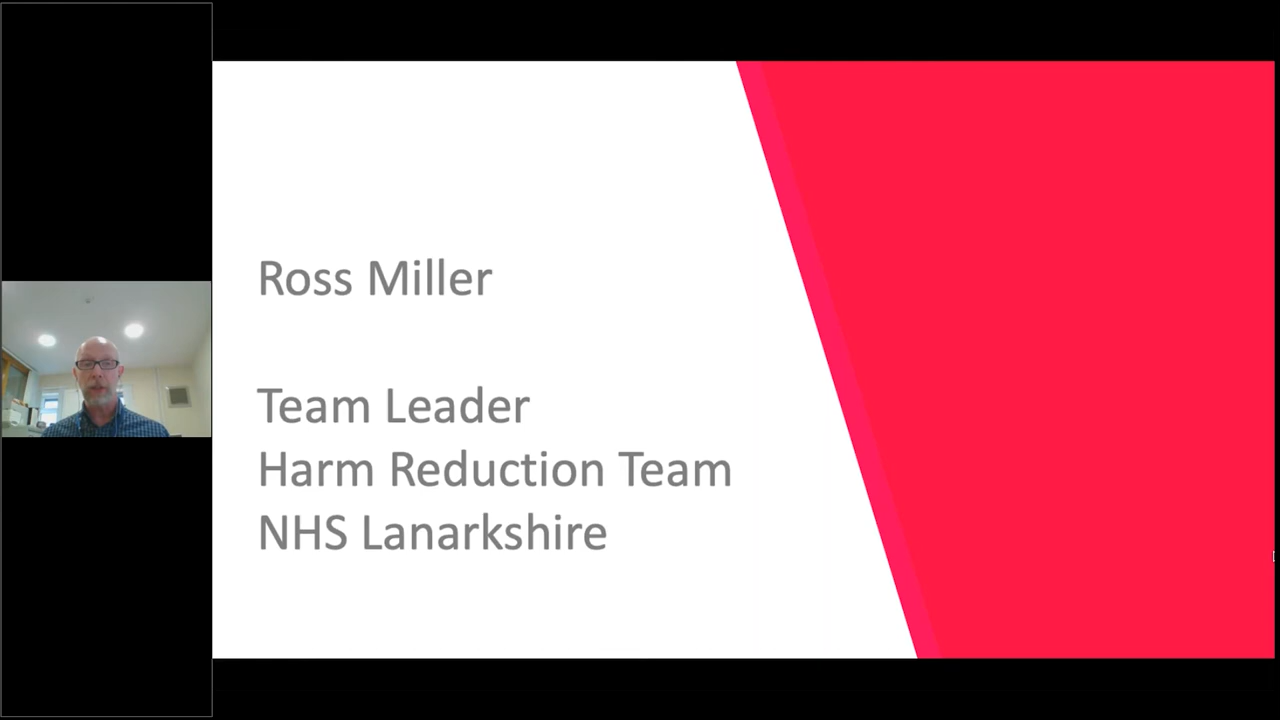 Ross Miller
Team Leader
Harm Reduction Team
NHS Lanarkshire